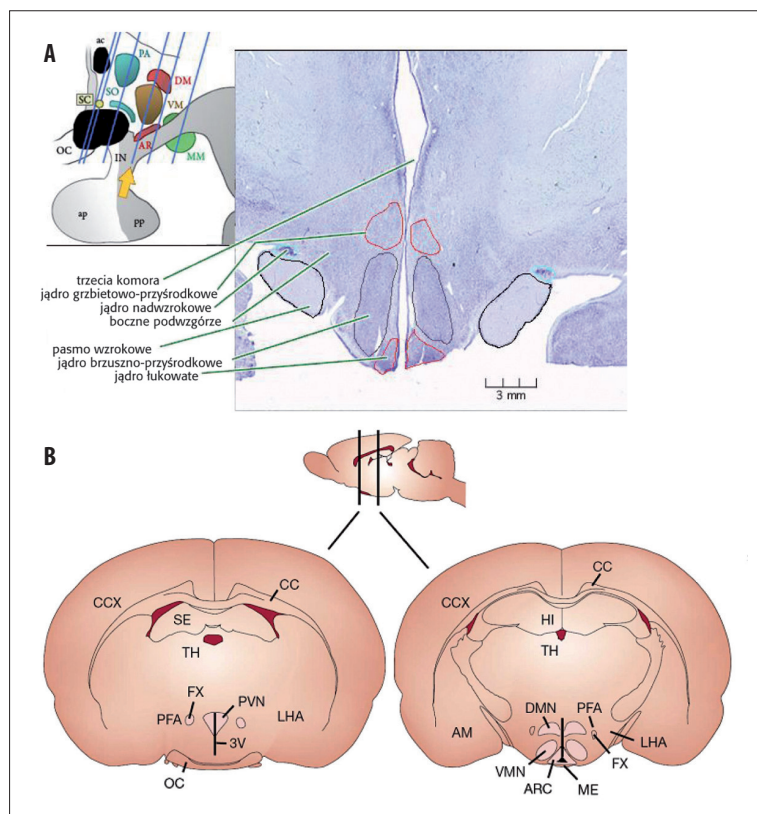 A
ac
PA
DM
SO
SC
VM
OC
IN
AR
MM
ap
pp
trzecia komora
jądro grzbietowo-przyśrodkowe
jądro nadwzrokowe
boczne podwzgórze
pasmo wzrokowe
jądro brzuszno-przyśrodkowe
jądro łukowate
3 mm
B
CC
CCX
SE
TH
FX
PVN
PFA
LHA
3V
OC
CC
CCX
HI
TH
DMN
PFA
AM
LHA
VMN
FX
ARC
ME